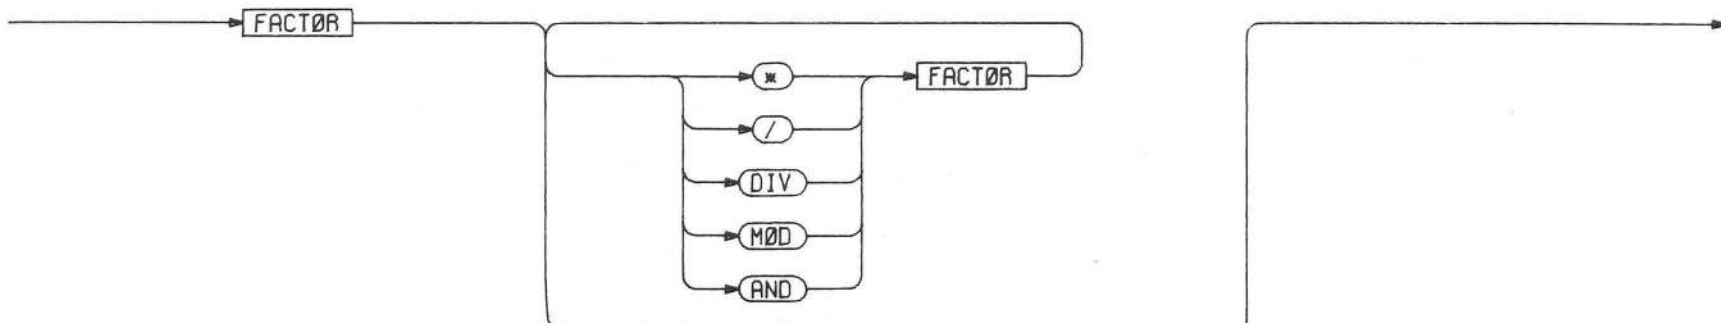 FACTØR
* FACTØR
/
DIV
MØD
AND